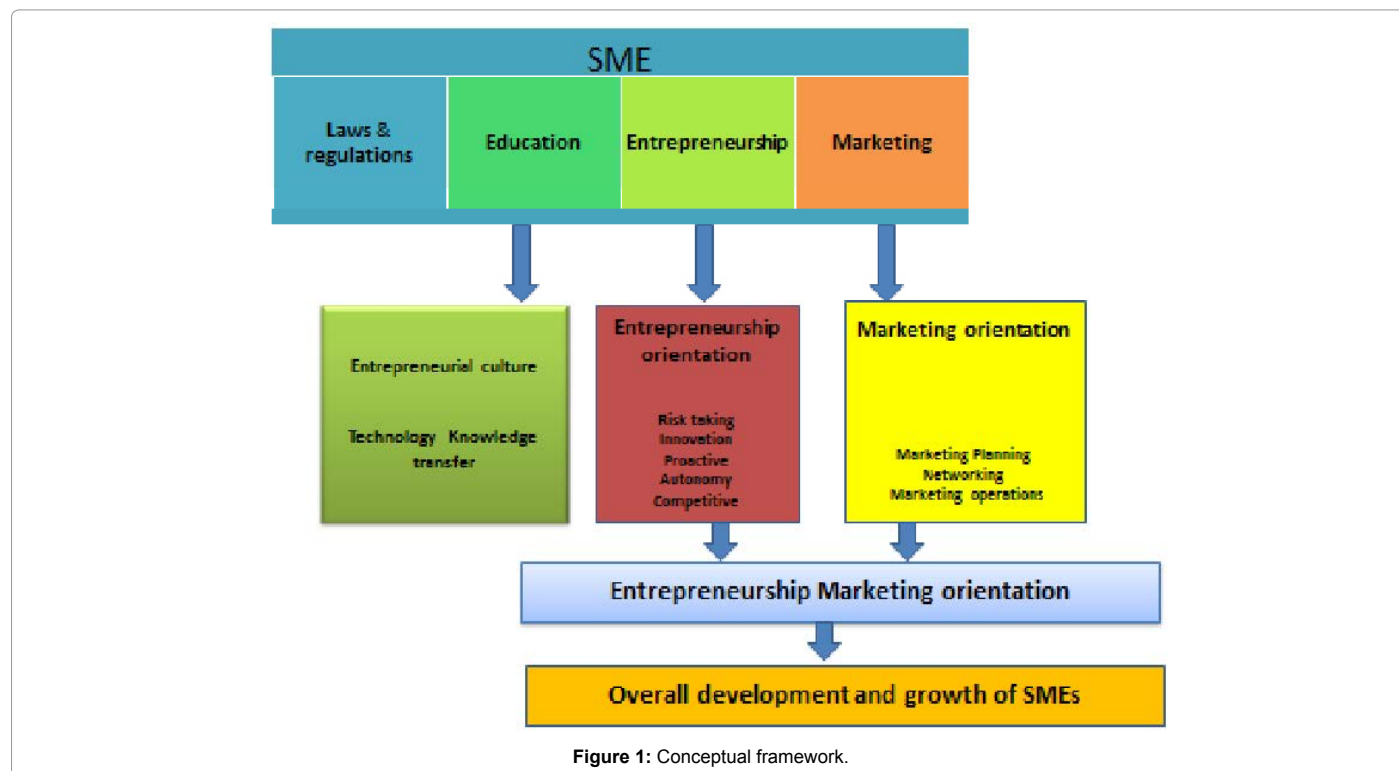 SME
Laws &
regulations
Education
Entrepreneurship
Marketing
Entrepreneurial culture
Technology Knowledge
transfer
Entrepreneurship
orientation
Risk taking
Innovation
Proactive
Autonomy
Competitive
Marketing orientation
Marketing Planning
Networking
Marketing operations
Entrepreneurship Marketing orientation
Overall development and growth of SMEs
Figure 1: Conceptual framework.